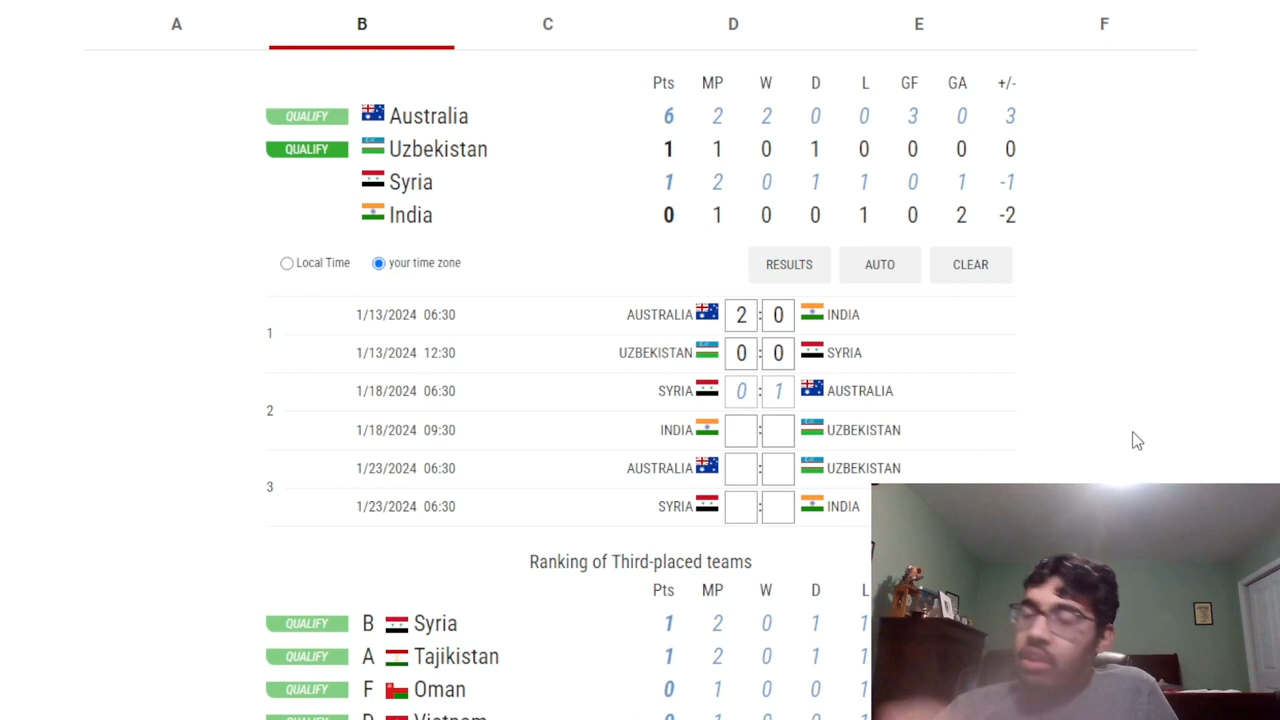 A B C D E F
Pts MP W D L GF GA +/-
QUALIFY Australia 6 2 2 0 0 3 0 3
QUALIFY Uzbekistan 1 1 0 1 0 0 0 0
Syria 1 2 0 1 1 0 1 -1
India 0 1 0 0 1 0 2 -2
Local Time your time zone RESULTS AUTO CLEAR
1/13/2024 06:30 AUSTRALIA 2 : 0 INDIA
1
1/13/2024 12:30 UZBEKISTAN 0 : 0 SYRIA
1/18/2024 06:30 SYRIA 0 : 1 AUSTRALIA
2
1/18/2024 09:30 INDIA : UZBEKISTAN
1/23/2024 06:30 AUSTRALIA : UZBEKISTAN
3
1/23/2024 06:30 SYRIA : INDIA
Ranking of Third-placed teams
Pts MP W D L
QUALIFY B Syria 1 2 0 1 1
QUALIFY A Tajikistan 1 2 0 1 1
QUALIFY F Oman 0 1 0 0 1